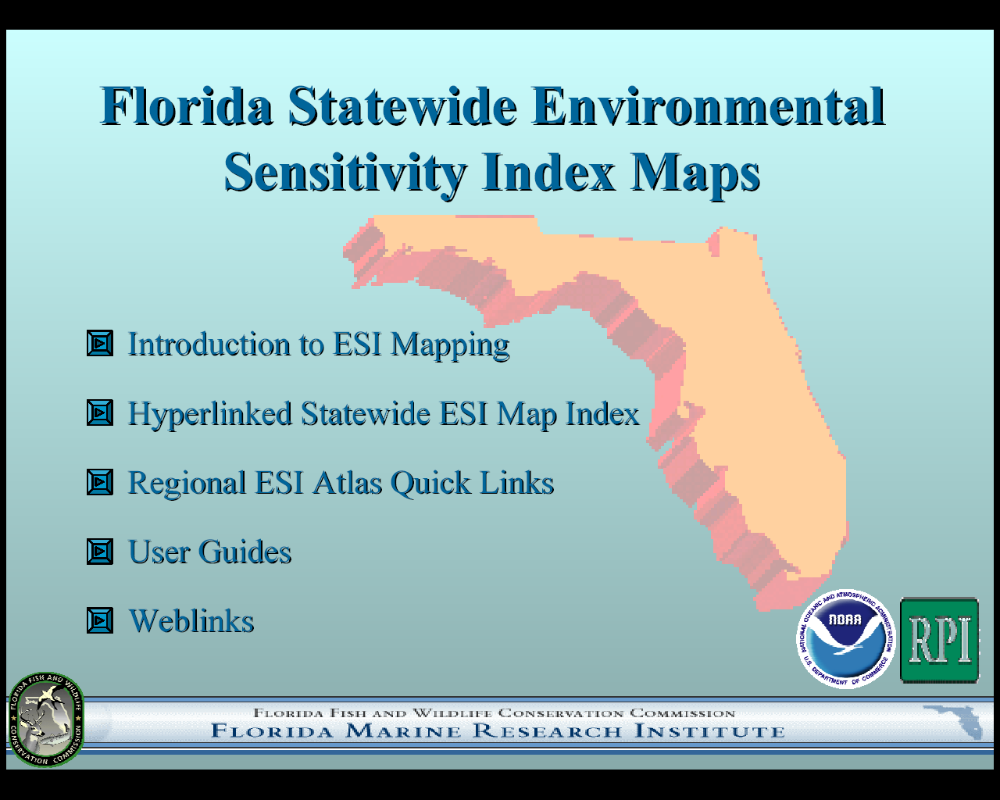 Florida Statewide Environmental
Sensitivity Index Maps
Introduction to ESI Mapping
Hyperlinked Statewide ESI Map Index
Regional ESI Atlas Quick Links
User Guides
Weblinks
NATIONAL OCEANIC AND ATMOSPHERIC ADMINISTRATION
NOAA
U.S. DEPARTMENT OF COMMERCE
RPI
FLORIDA FISH AND WILDLIFE
CONSERVATION COMMISSION
FLORIDA FISH AND WILDLIFE CONSERVATION COMMISSION
FLORIDA MARINE RESEARCH INSTITUTE